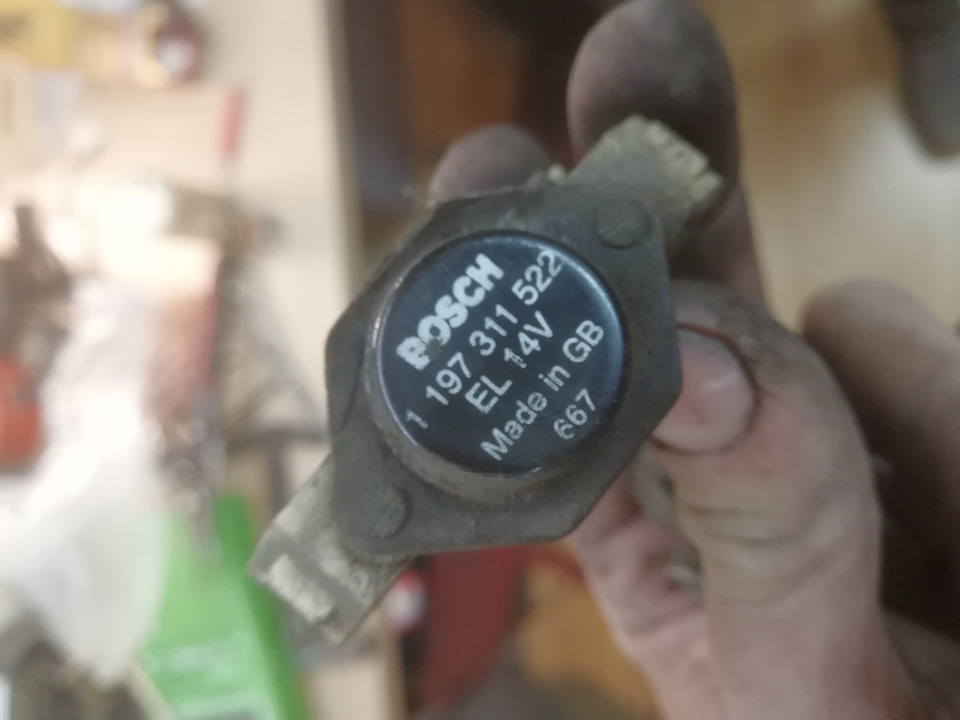 BOSCH
1 197 311 522
EL 14V
Made in GB
667